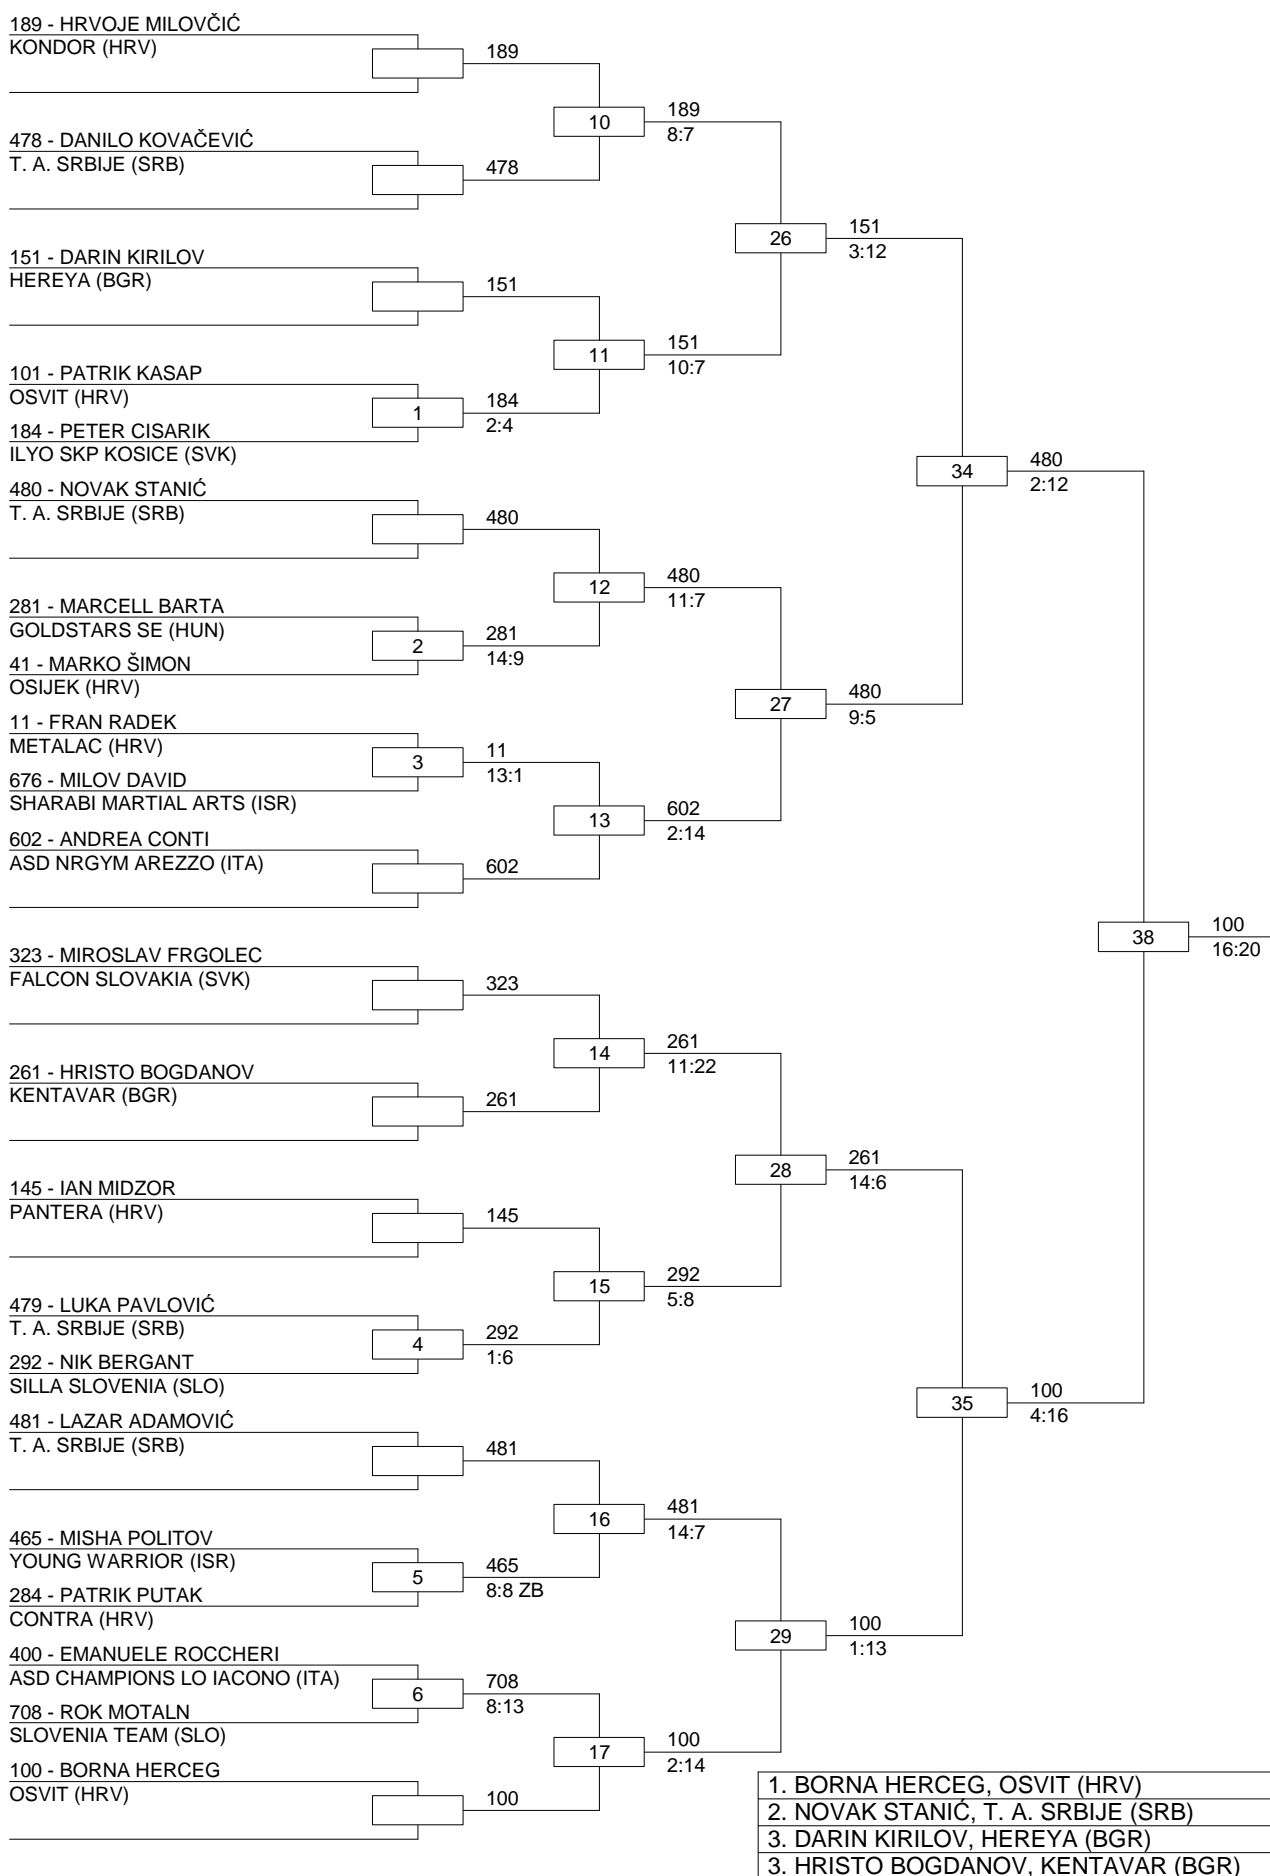 189 - HRVOJE MILOVČIĆ
KONDOR (HRV)
189
10
189
8:7
478 - DANILO KOVAČEVIĆ
T. A. SRBIJE (SRB)
478
26
151
3:12
151 - DARIN KIRILOV
HEREYA (BGR)
151
11
151
10:7
101 - PATRIK KASAP
OSVIT (HRV)
1
184
2:4
184 - PETER CISARIK
ILYO SKP KOSICE (SVK)
34
480
2:12
480 - NOVAK STANIĆ
T. A. SRBIJE (SRB)
480
12
480
11:7
281 - MARCELL BARTA
GOLDSTARS SE (HUN)
2
281
14:9
41 - MARKO ŠIMON
OSIJEK (HRV)
27
480
9:5
11 - FRAN RADEK
METALAC (HRV)
3
11
13:1
676 - MILOV DAVID
SHARABI MARTIAL ARTS (ISR)
13
602
2:14
602 - ANDREA CONTI
ASD NRGYM AREZZO (ITA)
602
38
100
16:20
323 - MIROSLAV FRGOLEC
FALCON SLOVAKIA (SVK)
323
14
261
11:22
261 - HRISTO BOGDANOV
KENTAVAR (BGR)
261
28
261
14:6
145 - IAN MIDZOR
PANTERA (HRV)
145
15
292
5:8
479 - LUKA PAVLOVIĆ
T. A. SRBIJE (SRB)
4
292
1:6
292 - NIK BERGANT
SILLA SLOVENIA (SLO)
35
100
4:16
481 - LAZAR ADAMOVIĆ
T. A. SRBIJE (SRB)
481
16
481
14:7
465 - MISHA POLITOV
YOUNG WARRIOR (ISR)
5
465
8:8 ZB
284 - PATRIK PUTAK
CONTRA (HRV)
29
100
1:13
400 - EMANUELE ROCCHERI
ASD CHAMPIONS LO IACONO (ITA)
6
708
8:13
708 - ROK MOTALN
SLOVENIA TEAM (SLO)
17
100
2:14
100 - BORNA HERCEG
OSVIT (HRV)
100
1. BORNA HERCEG, OSVIT (HRV)
2. NOVAK STANIĆ, T. A. SRBIJE (SRB)
3. DARIN KIRILOV, HEREYA (BGR)
3. HRISTO BOGDANOV, KENTAVAR (BGR)